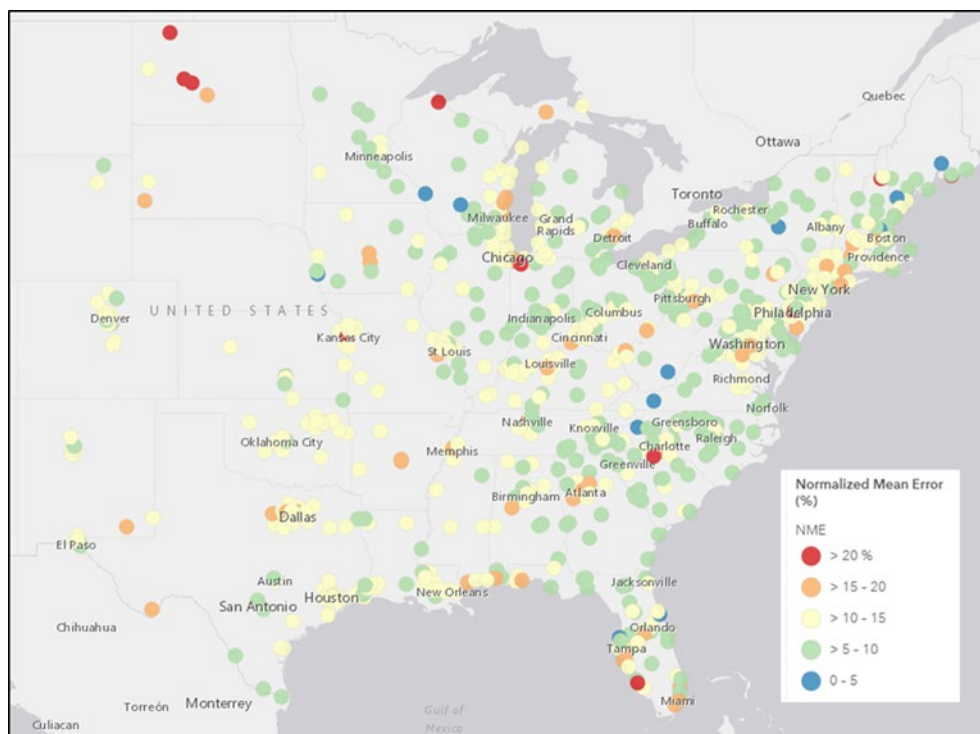 Quebec
Ottawa
Minneapolis
Toronto
Rochester
Buffalo
Albany
Milwaukee
Grand
Rapids
Detroit
Boston
Providence
Chicago
Cleveland
New York
Pittsburgh
Philadelphia
Denver
UNITED STATES
Indianapolis
Columbus
Kansas City
Cincinnati
St Louis
Washington
Louisville
Richmond
Norfolk
Nashville
Knoxville
Greensboro
Raleigh
Oklahoma City
Memphis
Charlotte
Greenville
Birmingham
Atlanta
Dallas
El Paso
Austin
Jacksonville
San Antonio
Houston
New Orleans
Chihuahua
Orlando
Tampa
Torreón
Monterrey
Miami
Gulf of
Mexico
Culiacan
Normalized Mean Error
(%)
NME
> 20 %
> 15 - 20
> 10 - 15
> 5 - 10
0 - 5